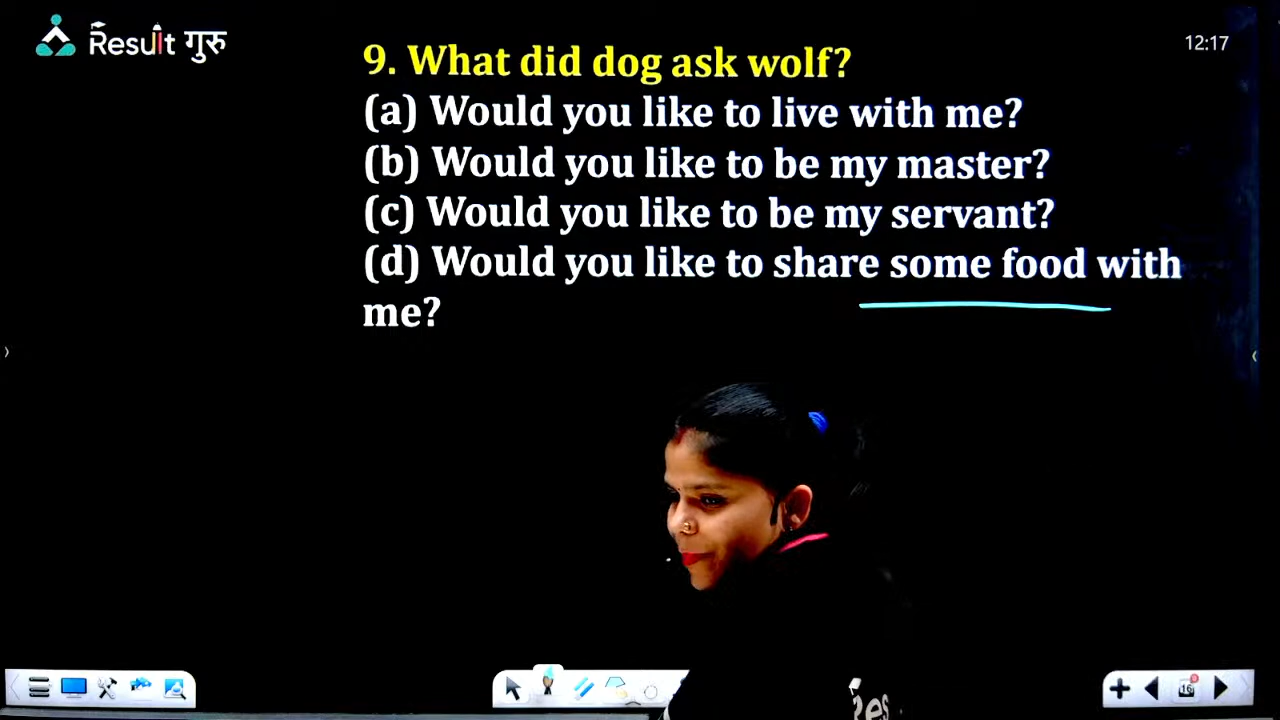 Result गुरु
12:17
9. What did dog ask wolf?
(a) Would you like to live with me?
(b) Would you like to be my master?
(c) Would you like to be my servant?
(d) Would you like to share some food with
me?
16